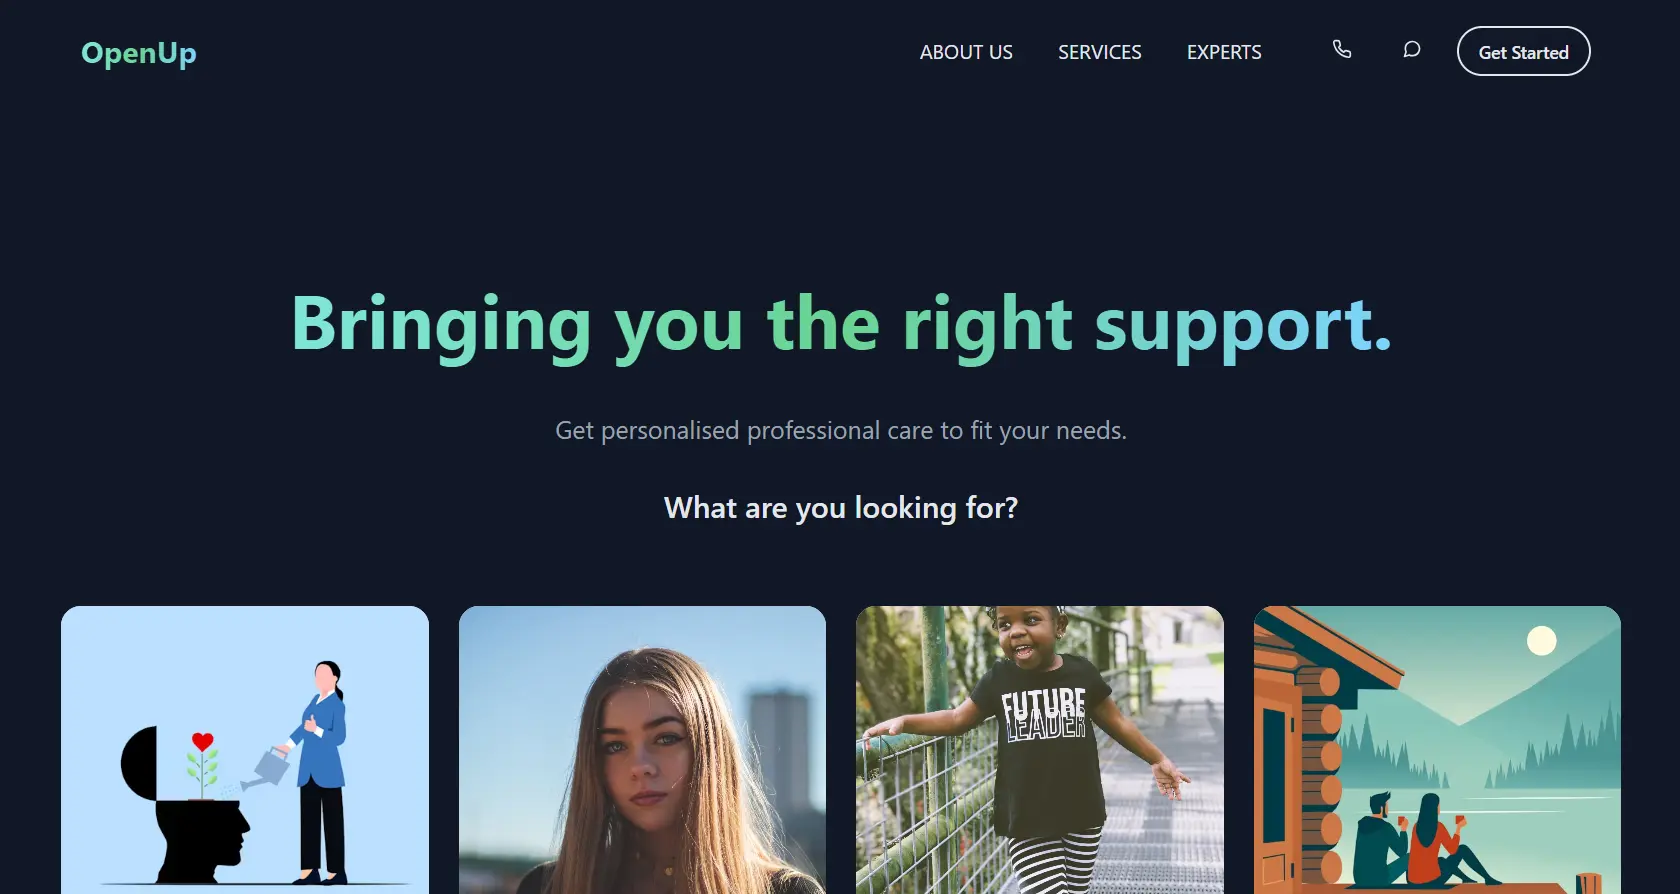 OpenUp
ABOUT US
SERVICES
EXPERTS
Get Started
Bringing you the right support.
Get personalised professional care to fit your needs.
What are you looking for?
FUTURE
LEADER